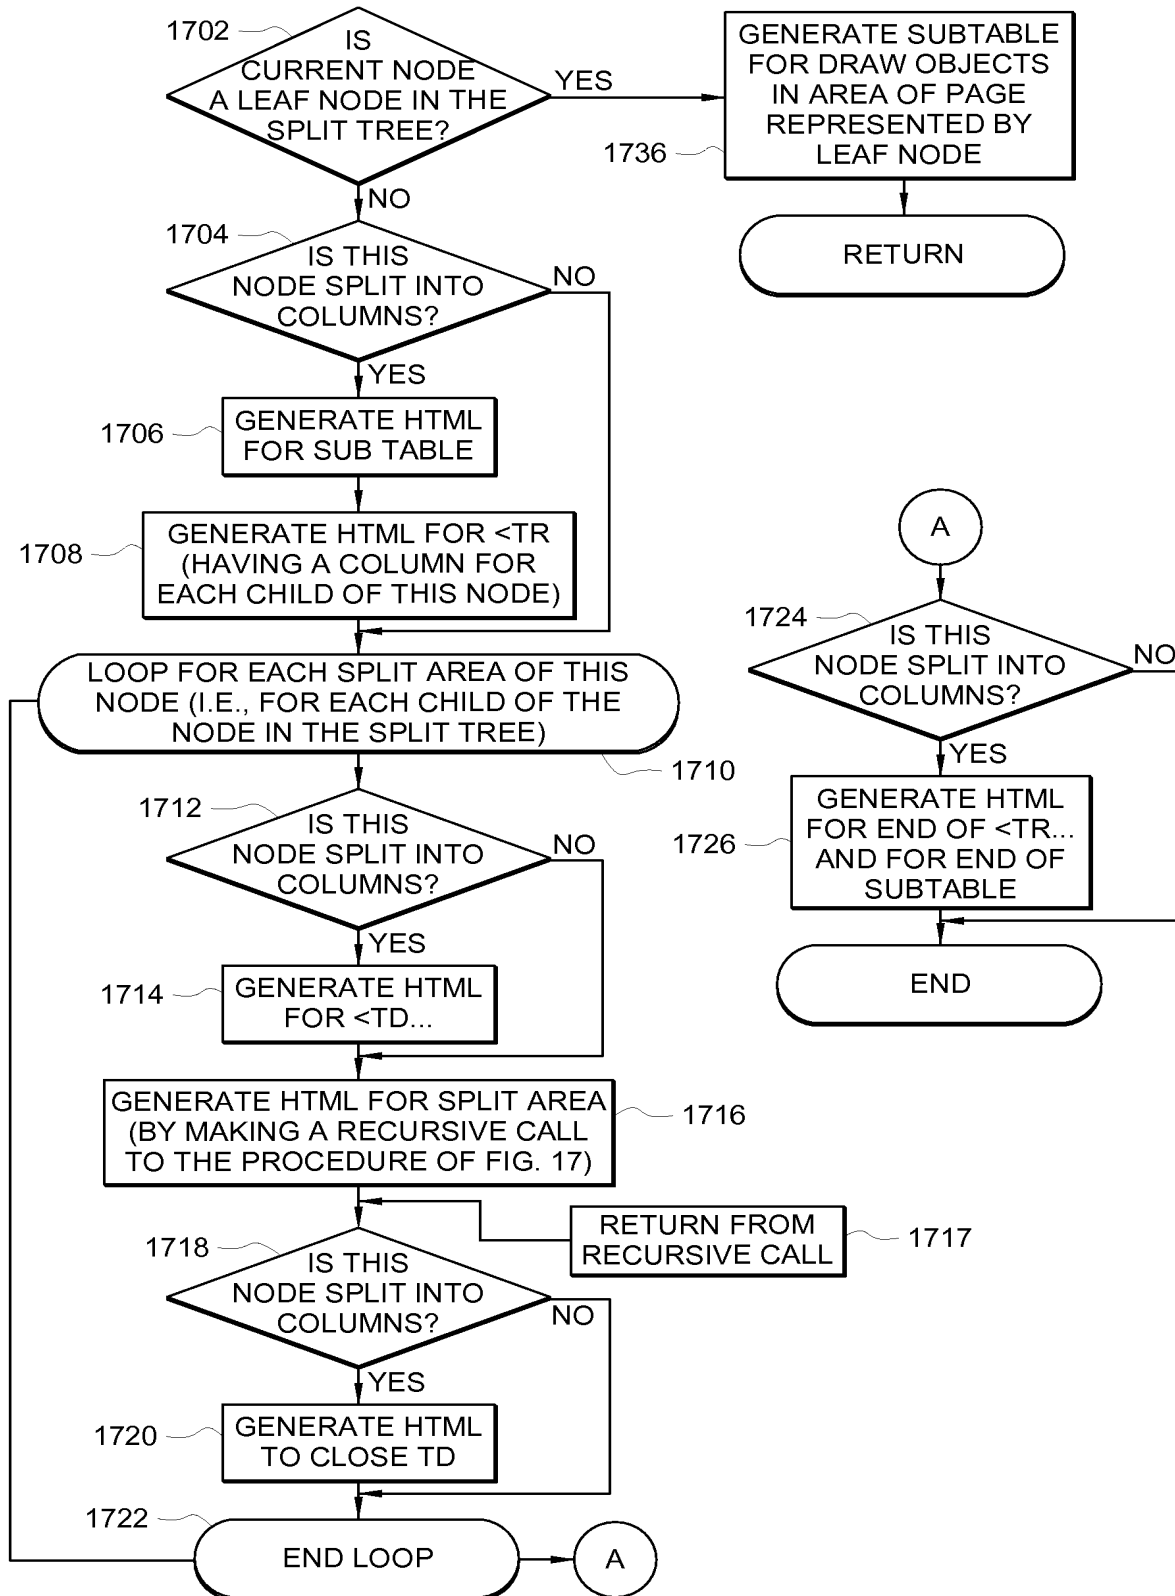 1702
IS
CURRENT NODE
A LEAF NODE IN THE
SPLIT TREE?
YES
GENERATE SUBTABLE
FOR DRAW OBJECTS
IN AREA OF PAGE
REPRESENTED BY
LEAF NODE
1736
NO
RETURN
1704
IS THIS
NODE SPLIT INTO
COLUMNS?
NO
YES
1706
GENERATE HTML
FOR SUB TABLE
1708
GENERATE HTML FOR <TR
(HAVING A COLUMN FOR
EACH CHILD OF THIS NODE)
LOOP FOR EACH SPLIT AREA OF THIS
NODE (I.E., FOR EACH CHILD OF THE
NODE IN THE SPLIT TREE)
1710
1712
IS THIS
NODE SPLIT INTO
COLUMNS?
NO
YES
1714
GENERATE HTML
FOR <TD...
GENERATE HTML FOR SPLIT AREA
(BY MAKING A RECURSIVE CALL
TO THE PROCEDURE OF FIG. 17)
1716
RETURN FROM
RECURSIVE CALL
1717
1718
IS THIS
NODE SPLIT INTO
COLUMNS?
NO
YES
1720
GENERATE HTML
TO CLOSE TD
1722
END LOOP
A
A
1724
IS THIS
NODE SPLIT INTO
COLUMNS?
NO
YES
1726
GENERATE HTML
FOR END OF <TR...
AND FOR END OF
SUBTABLE
END